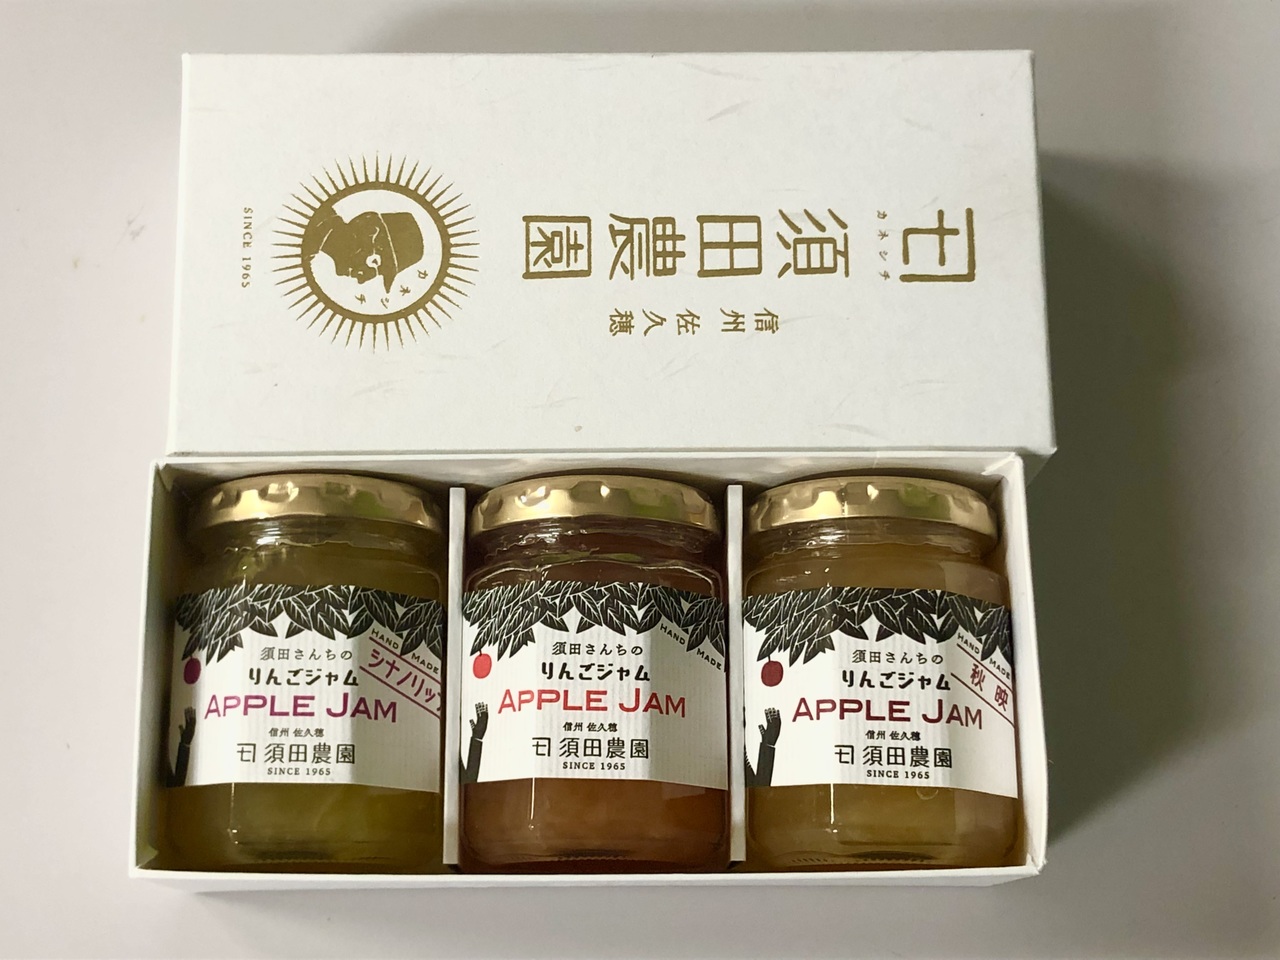 カネシチ
須田農園
信州 佐久穂
カネシチ
SINCE 1965
HAND MADE
シナノリップ
須田さんちの
りんごジャム
APPLE JAM
信州 佐久穂
須田農園
SINCE 1965
HAND MADE
須田さんちの
りんごジャム
APPLE JAM
信州 佐久穂
須田農園
SINCE 1965
HAND MADE
秋映
須田さんちの
りんごジャム
APPLE JAM
信州 佐久穂
須田農園
SINCE 1965